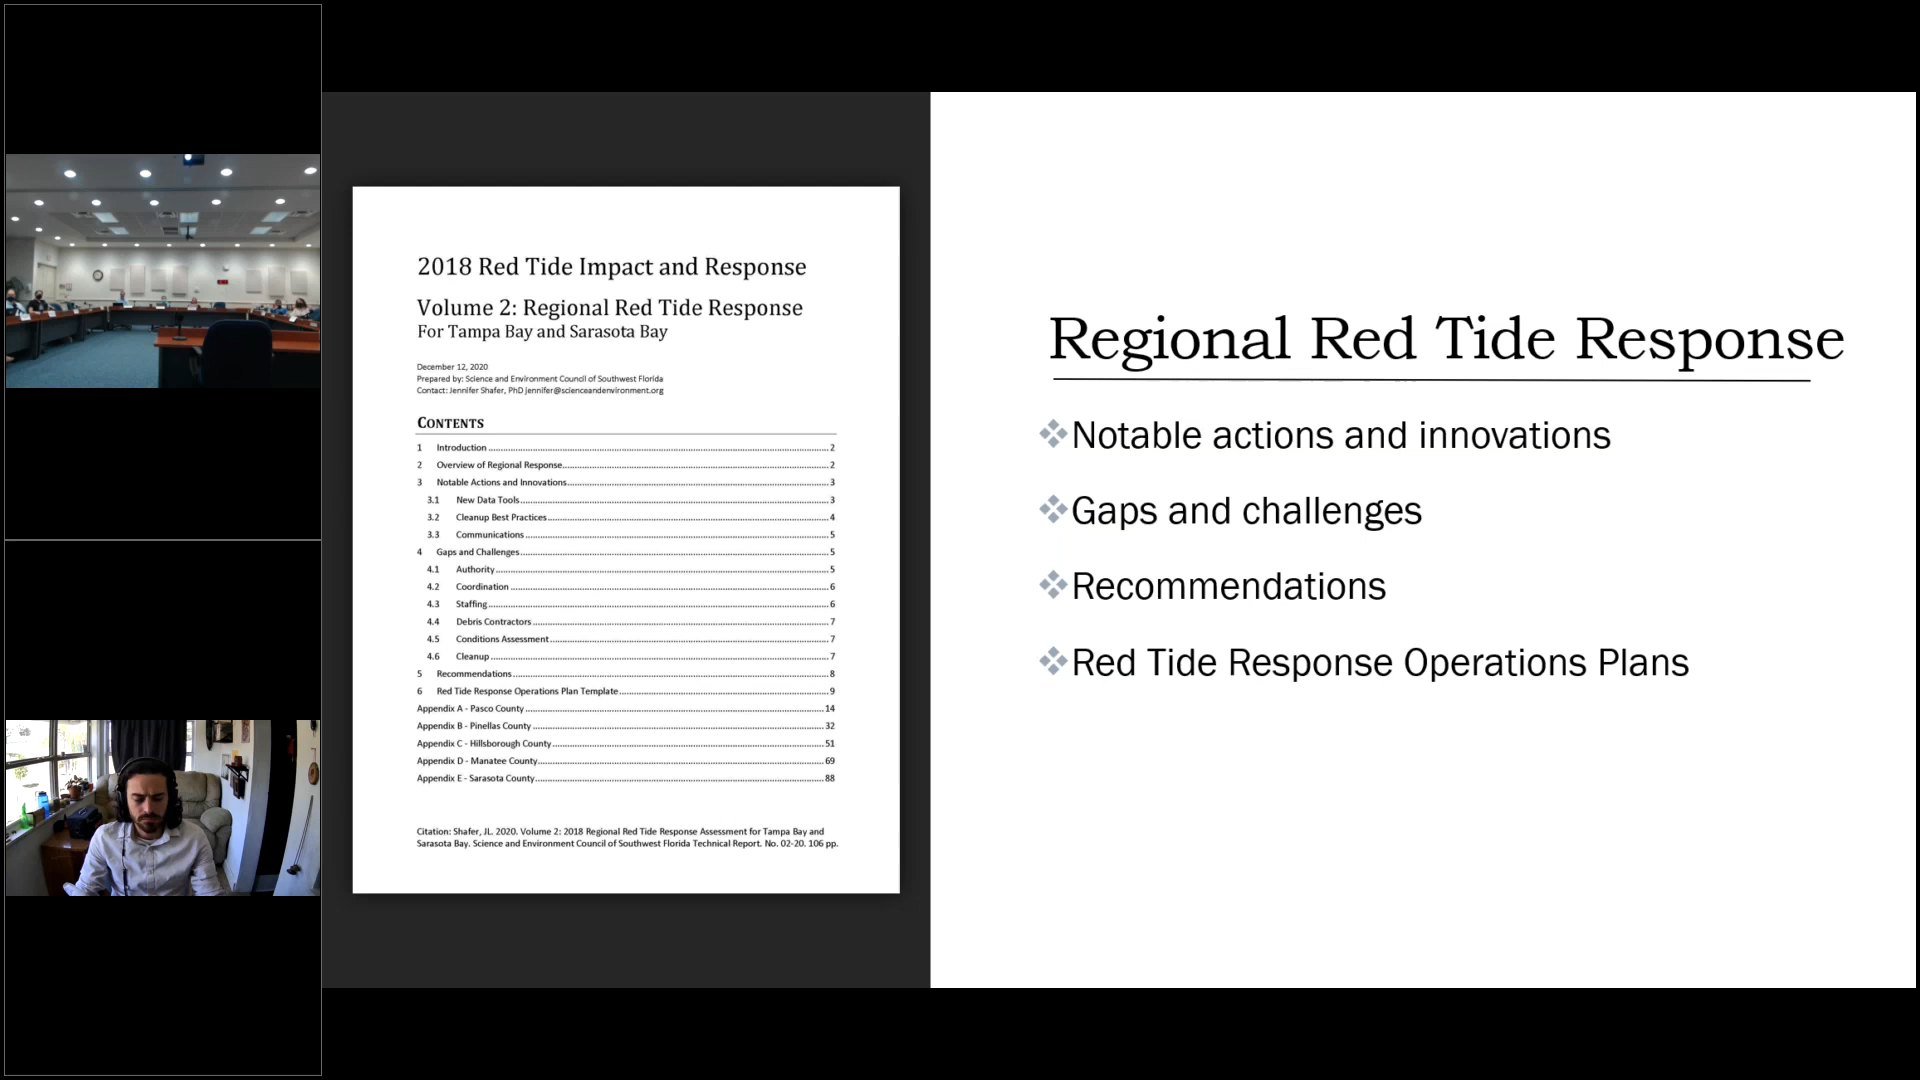 2018 Red Tide Impact and Response
Volume 2: Regional Red Tide Response
For Tampa Bay and Sarasota Bay
December 12, 2020
Prepared by: Science and Environment Council of Southwest Florida
Contact: Jennifer Shafer, PhD jennifer@scienceandenvironment.org
CONTENTS
1 Introduction 2
2 Overview of Regional Response 2
3 Notable Actions and Innovations 3
3.1 New Data Tools 3
3.2 Cleanup Best Practices 4
3.3 Communications 5
4 Gaps and Challenges 5
4.1 Authority 5
4.2 Coordination 6
4.3 Staffing 6
4.4 Debris Contractors 7
4.5 Conditions Assessment 7
4.6 Cleanup 7
5 Recommendations 8
6 Red Tide Response Operations Plan Template 9
Appendix A - Pasco County 14
Appendix B - Pinellas County 32
Appendix C - Hillsborough County 51
Appendix D - Manatee County 69
Appendix E - Sarasota County 88
Citation: Shafer, JL. 2020. Volume 2: 2018 Regional Red Tide Response Assessment for Tampa Bay and
Sarasota Bay. Science and Environment Council of Southwest Florida Technical Report. No. 02-20. 106 pp.
Regional Red Tide Response
Notable actions and innovations
Gaps and challenges
Recommendations
Red Tide Response Operations Plans